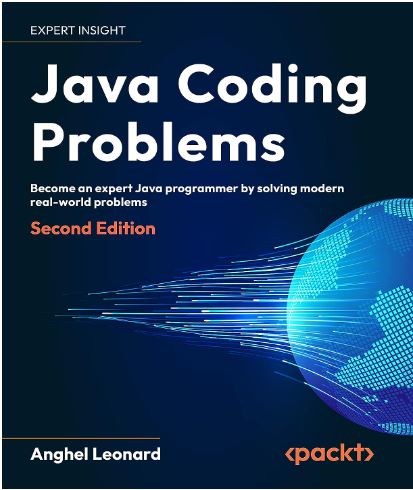 EXPERT INSIGHT
Java Coding
Problems
Become an expert Java programmer by solving modern
real-world problems
Second Edition
Anghel Leonard
<packt>